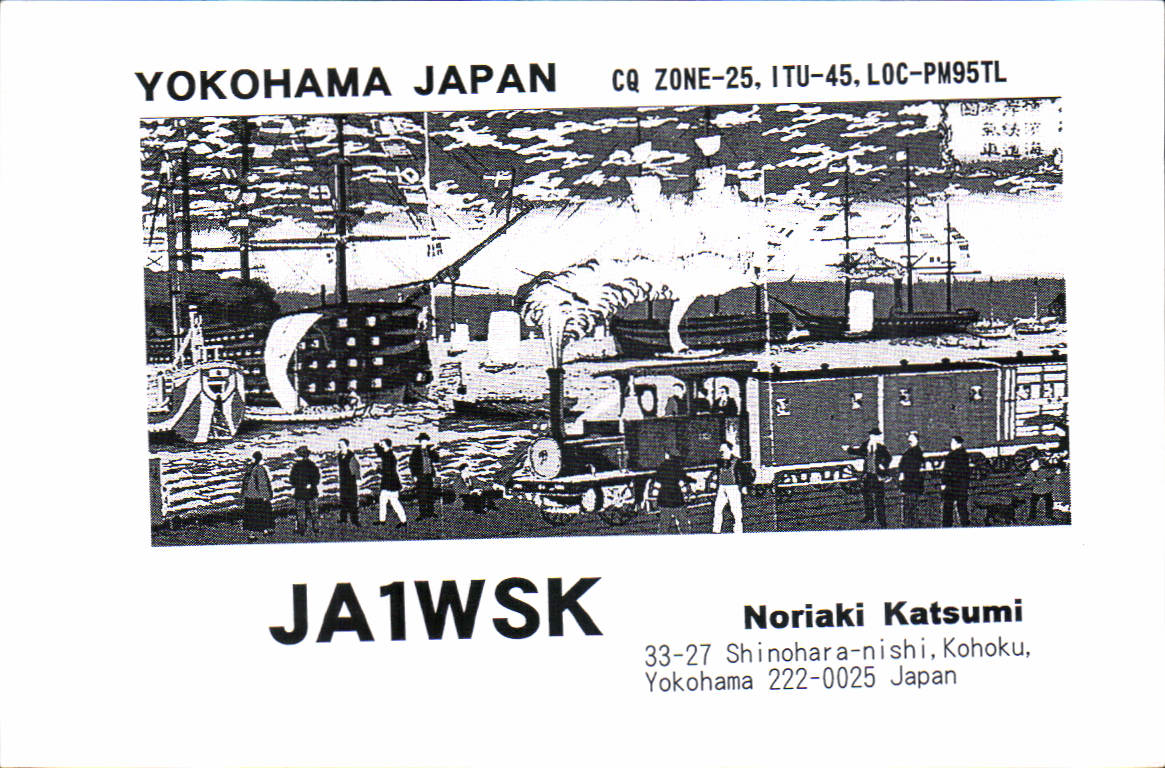 YOKOHAMA JAPAN CQ ZONE-25, ITU-45, LOC-PM95TL
JA1WSK
Noriaki Katsumi
33-27 Shinohara-nishi, Kohoku,
Yokohama 222-0025 Japan